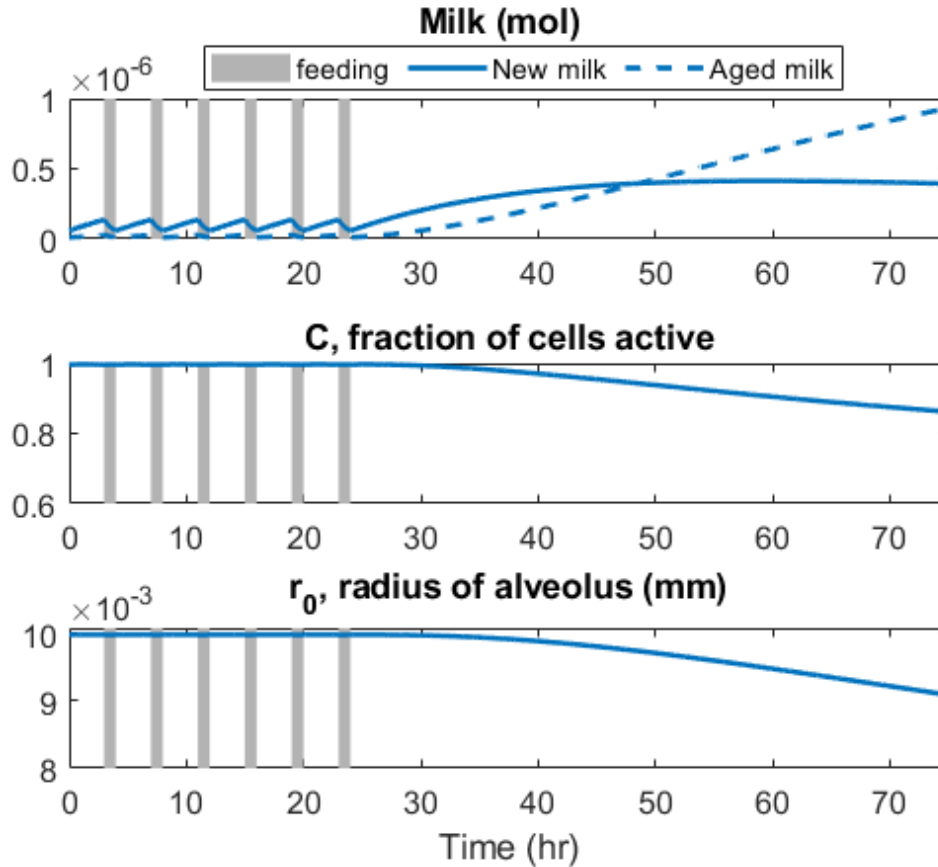 Milk (mol)
feeding New milk Aged milk
×10⁻⁶
1
0.5
0
0 10 20 30 40 50 60 70
C, fraction of cells active
1
0.8
0.6
0 10 20 30 40 50 60 70
r₀, radius of alveolus (mm)
×10⁻³
10
9
8
0 10 20 30 40 50 60 70
Time (hr)